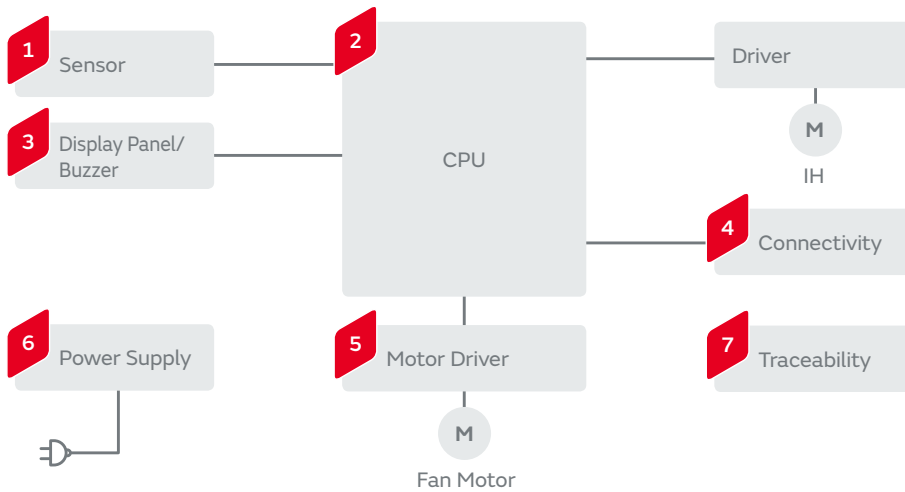 1
Sensor
2
CPU
Driver
M
IH
3
Display Panel/
Buzzer
4
Connectivity
6
Power Supply
5
Motor Driver
M
Fan Motor
7
Traceability